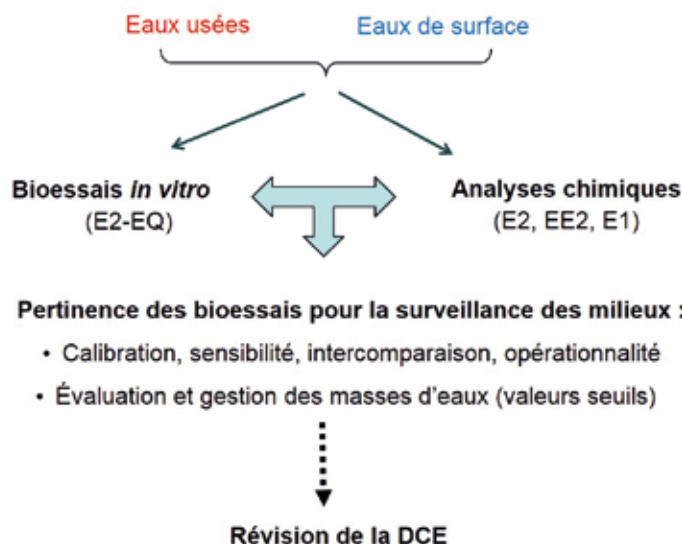 Eaux usées Eaux de surface
Bioessais in vitro Analyses chimiques
(E2-EQ) (E2, EE2, E1)
Pertinence des bioessais pour la surveillance des milieux :
• Calibration, sensibilité, intercomparaison, opérationnalité
• Évaluation et gestion des masses d'eaux (valeurs seuils)
Révision de la DCE